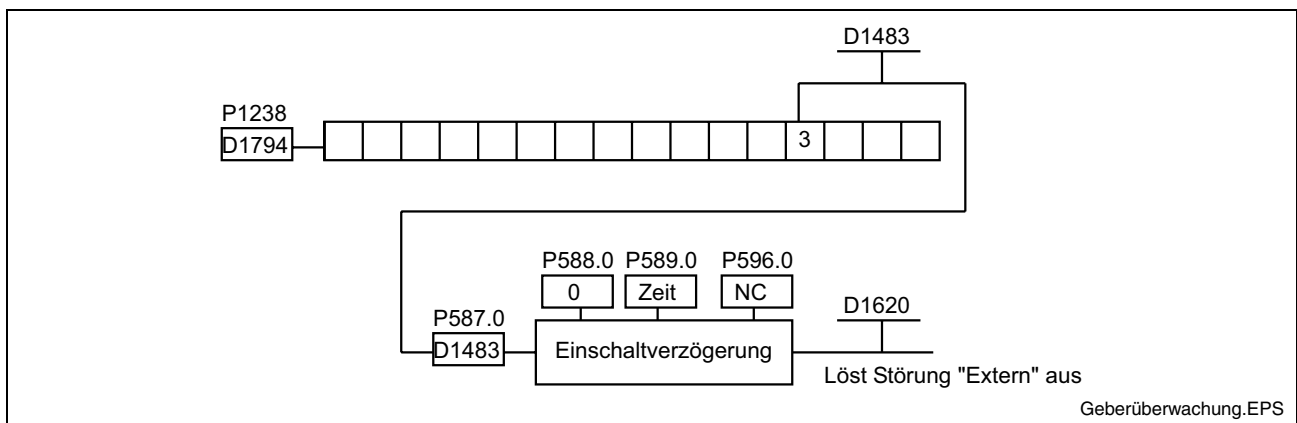 D1483
P1238
D1794
3
P588.0 P589.0 P596.0
0 Zeit NC
P587.0
D1620
D1483
Einschaltverzögerung
Löst Störung "Extern" aus
Geberüberwachung.EPS